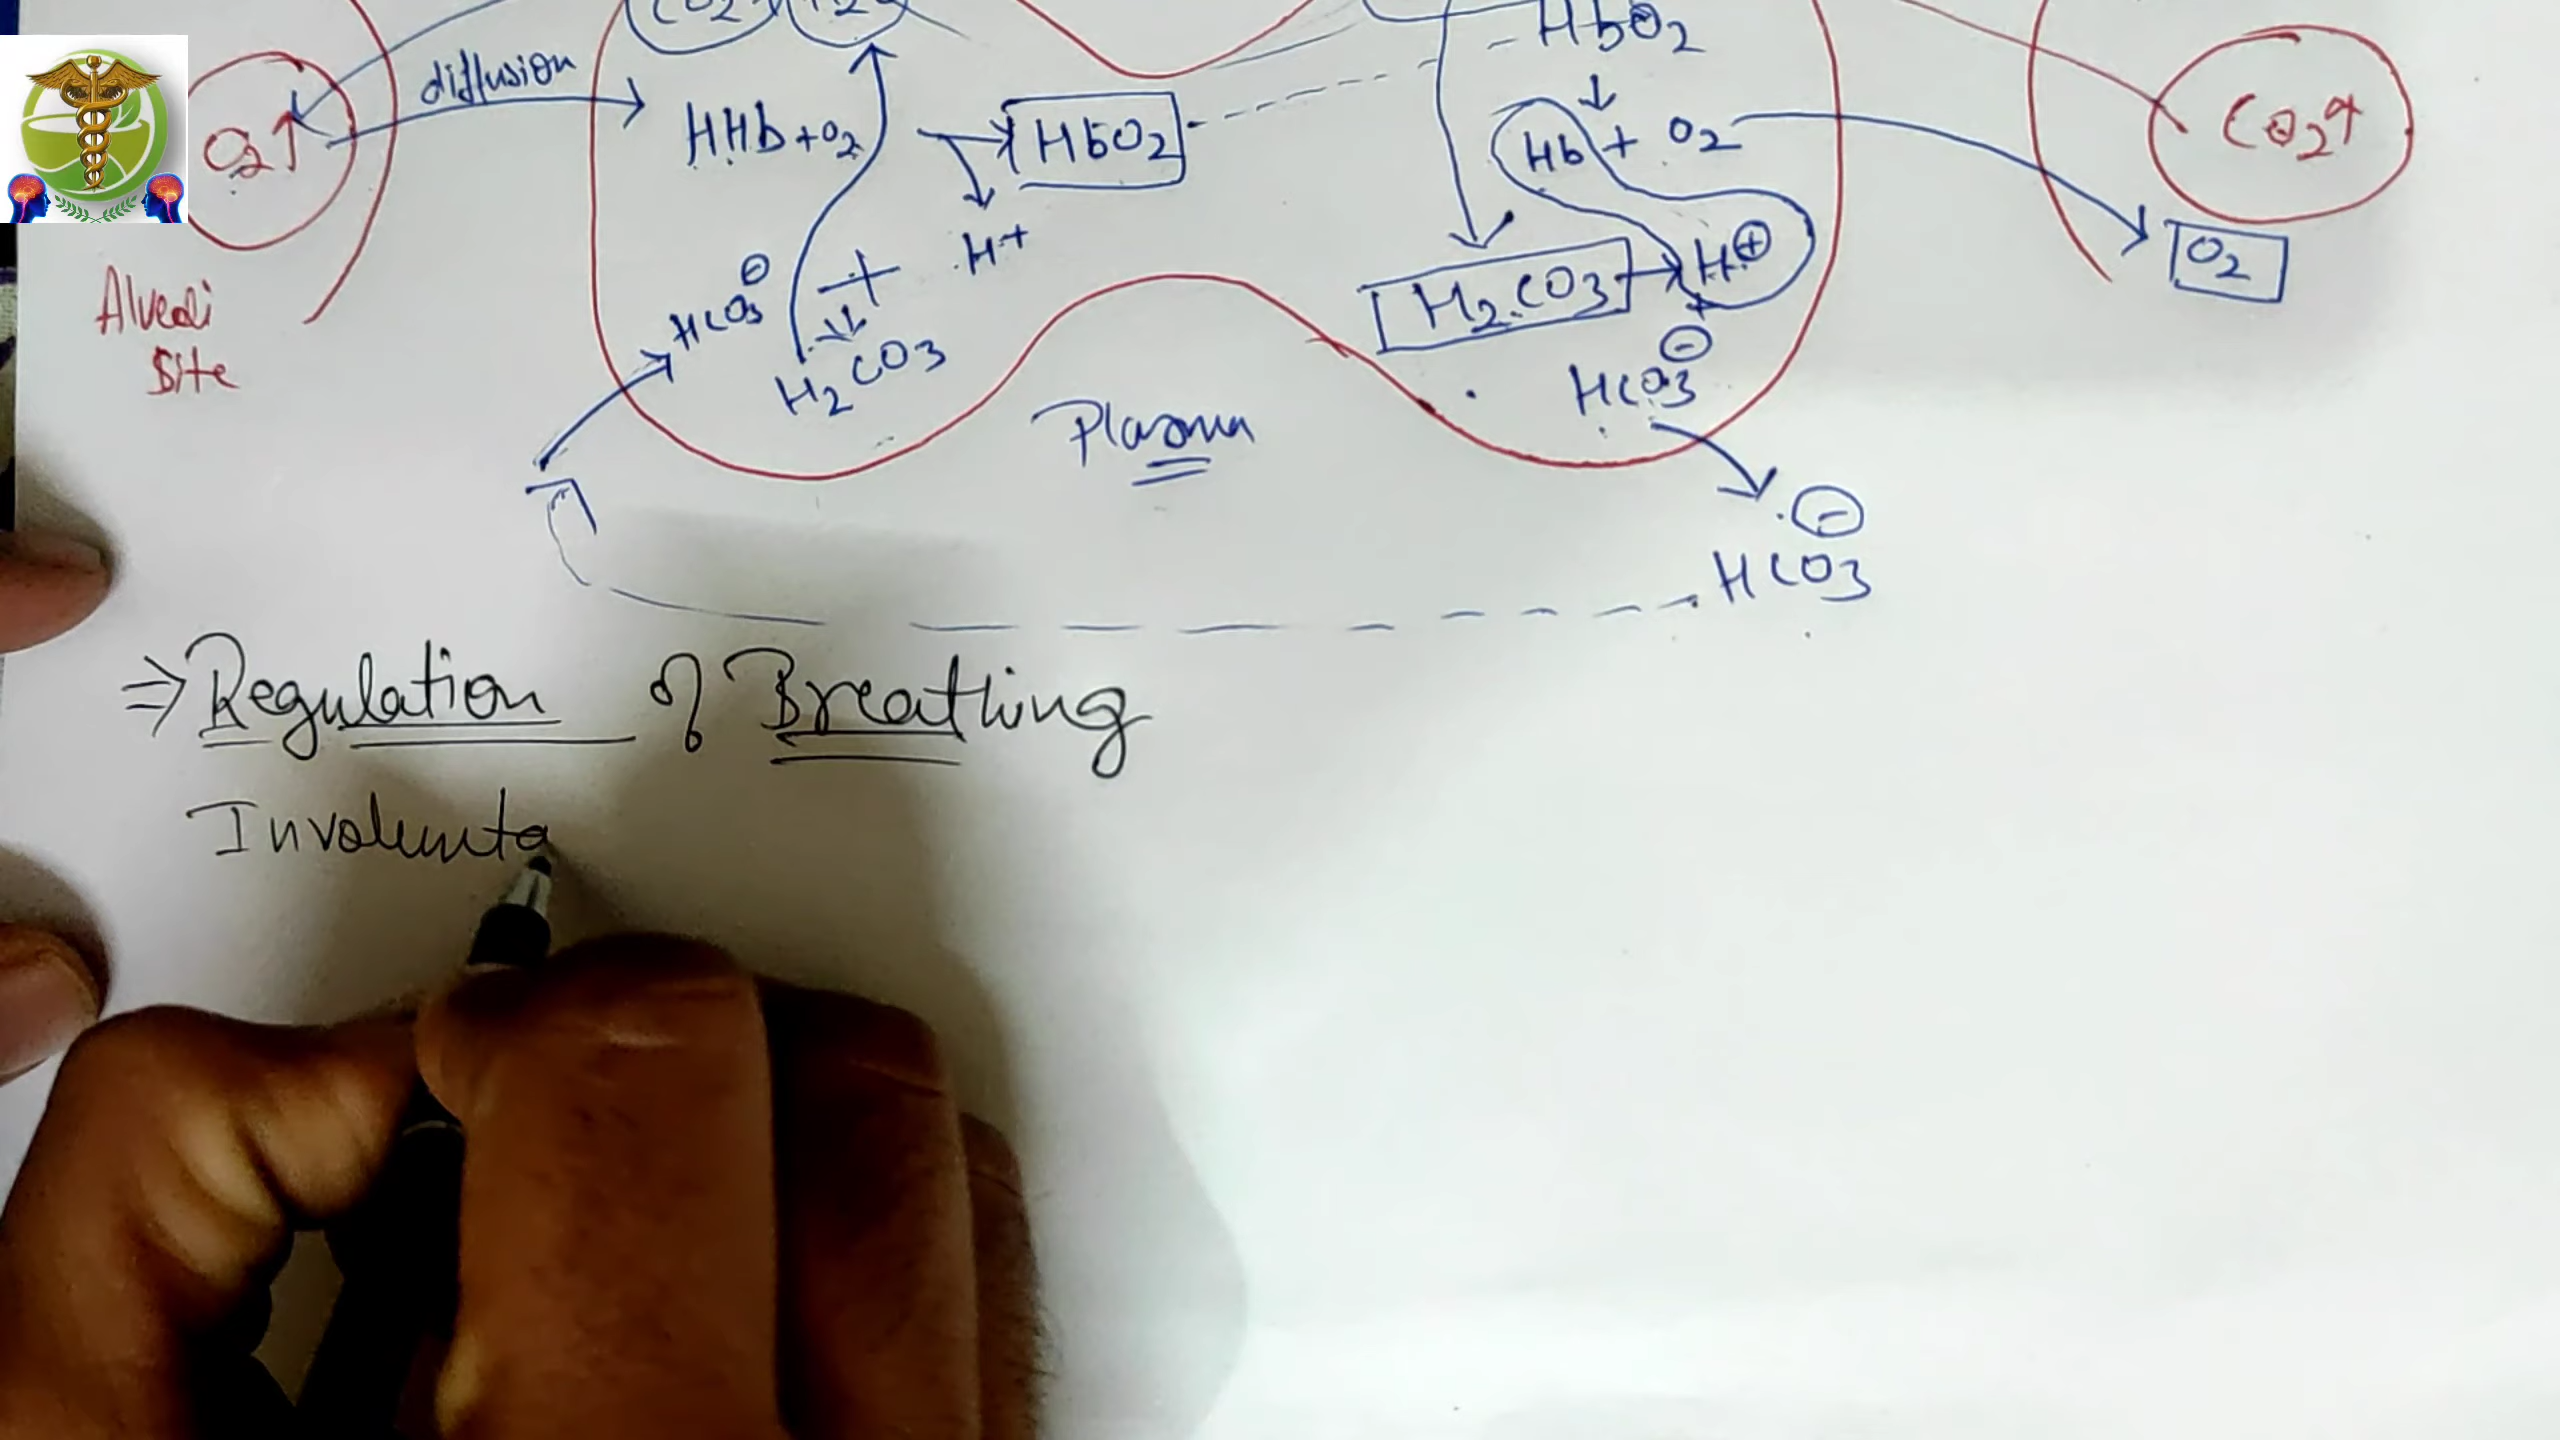 HbO2
diffusion
O2↑
HHb + O2
HbO2
Hb + O2
CO2↑
H+
O2
HCO3⊖ +
H2CO3 → H⊕
+
Alveoli
Site
H2CO3
HCO3⊖
Plasma
HCO3⊖
⇒ Regulation of Breathing
Involunta